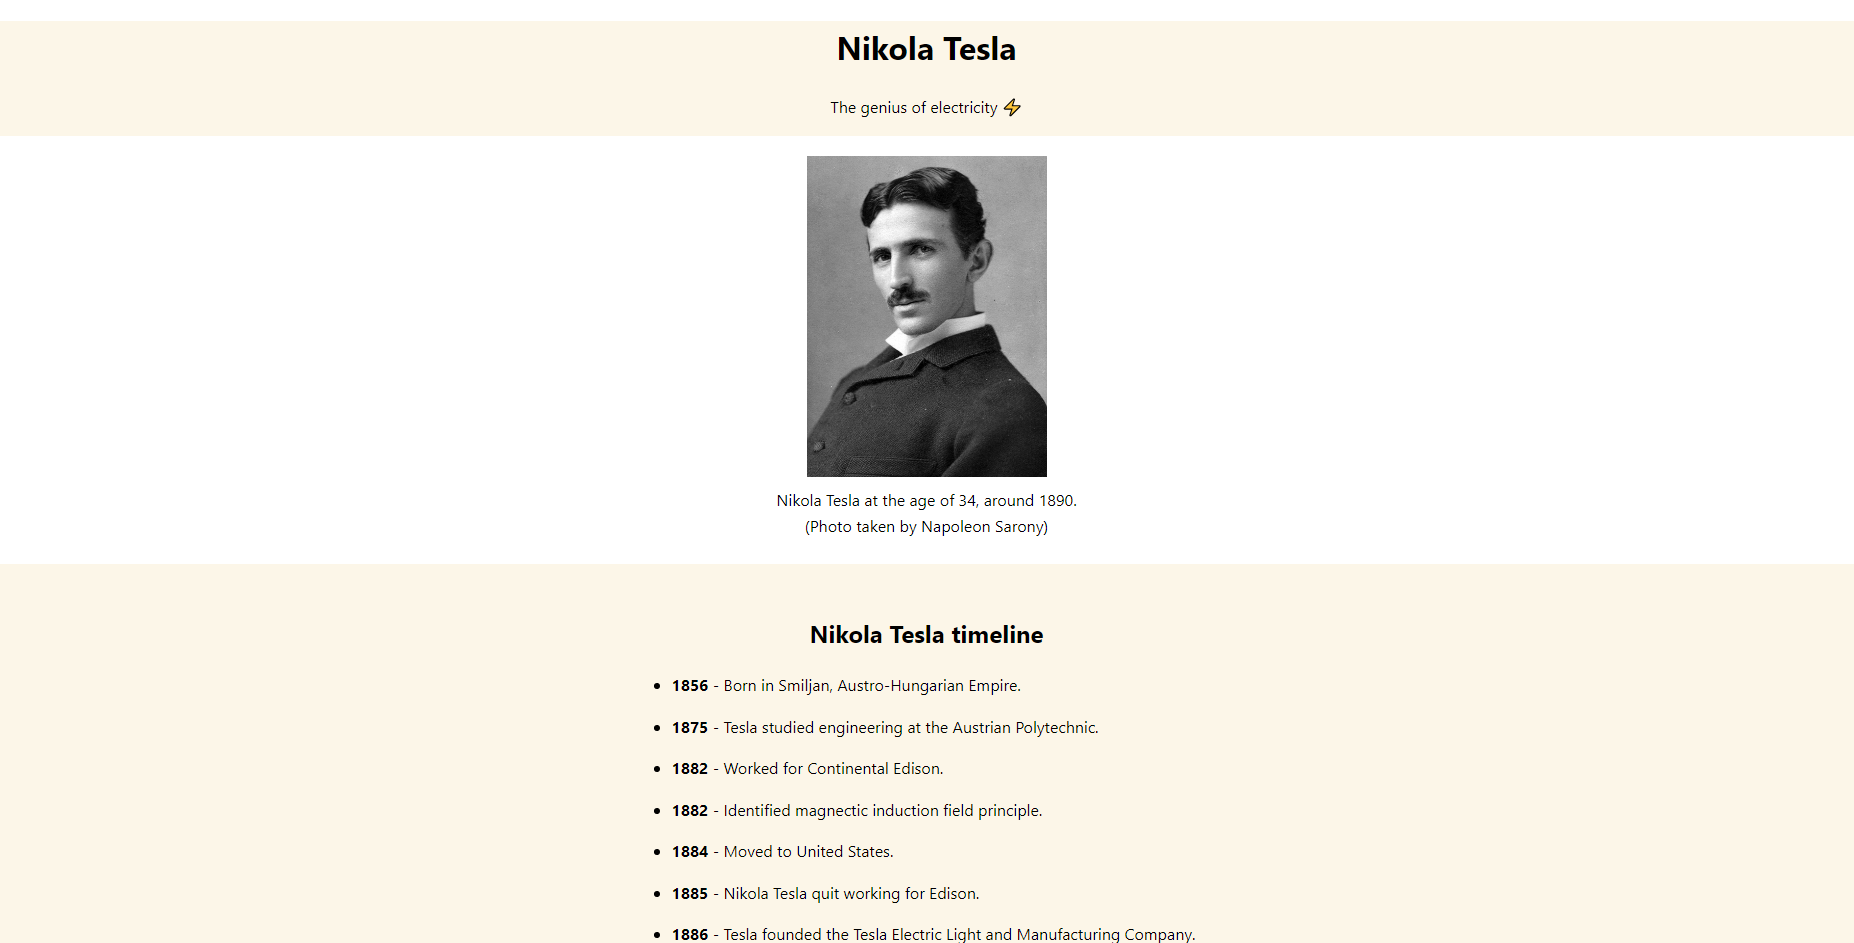 Nikola Tesla
The genius of electricity ⚡
Nikola Tesla at the age of 34, around 1890.
(Photo taken by Napoleon Sarony)
Nikola Tesla timeline
• 1856 - Born in Smiljan, Austro-Hungarian Empire.
• 1875 - Tesla studied engineering at the Austrian Polytechnic.
• 1882 - Worked for Continental Edison.
• 1882 - Identified magnectic induction field principle.
• 1884 - Moved to United States.
• 1885 - Nikola Tesla quit working for Edison.
• 1886 - Tesla founded the Tesla Electric Light and Manufacturing Company.